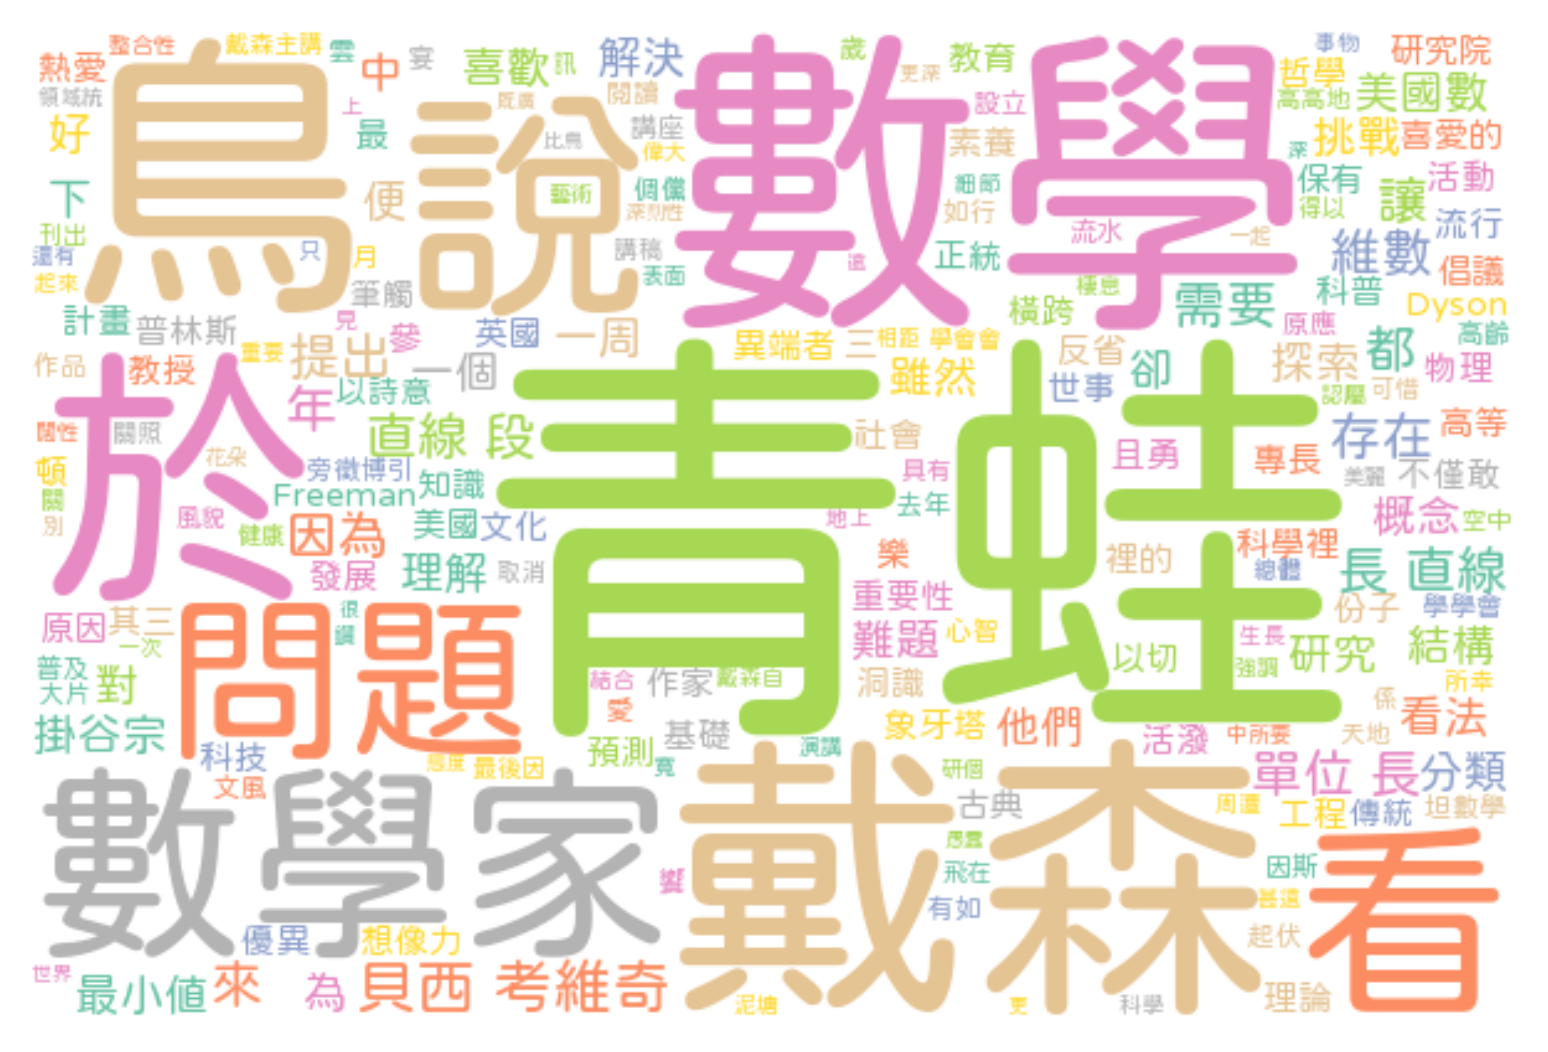 整合性 戴森主講 雲 宴 中 喜歡 訊 解決 歲 教育 事物 研究院
熱愛 領域統 上 既廣 閱讀 更深 設立 哲學 高高地 美國數
好 鳥說 最 比鳥 講座 偉大 數學 素養 深 挑戰 喜愛的
下 便 藝術 倜儻 深刻性 細節 如行 保有 得以 讓 活動
刊出 還有 只 月 講稿 遠 正統 流水 一起 維數 流行
起來 筆觸 表面 棲息 倡議
計畫 普林斯 見 參 英國 一周 橫跨 需要 原應 科普 Dyson
作品 教授 重要 提出 一個 異端者 三 相距 學會會 反省 卻 探索 都 高齡
於 年 以詩意 雖然 世事 認屬 可惜 物理
闊性 關照 直線 段 青蛙 社會 存在 高等
頓 花朵 旁徵博引 知識 具有 且勇 專長 美麗 不僅敢
關 Freeman 去年
別 風貌 健康 因為 美國 文化 地上 概念 空中
發展 理解 取消 樂 裡的 科學裡 總體 長 直線
原因 其三 很 問題 重要性 份子 學學會
一次 鑽 難題 心智 生長 研究 結構
普及 大片 對 結合 作家 戴森自 洞識 以切 強調 所幸
掛谷宗 愛 基礎 象牙塔 他們 係 看法
科技 預測 寬 演講 活潑 中所要 天地
文風 感度 最後因 研個 單位 長 分類
數學家 戴森 古典 周遭 工程 傳統 坦數學
饗 飛在 因斯 看
有如 甚遠
優異 想像力 起伏
世界 最小值 來 為 貝西 考維奇 泥塘 更 科學 理論